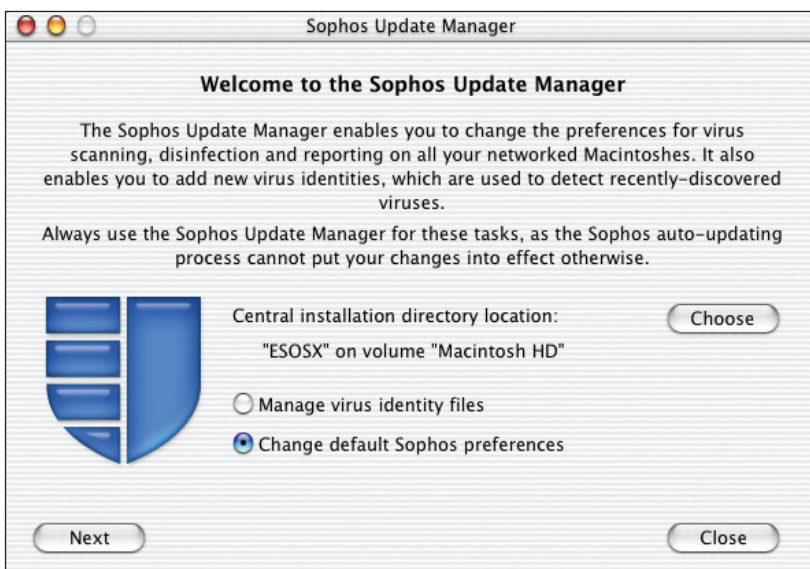 Sophos Update Manager
Welcome to the Sophos Update Manager
The Sophos Update Manager enables you to change the preferences for virus
scanning, disinfection and reporting on all your networked Macintoshes. It also
enables you to add new virus identities, which are used to detect recently-discovered
viruses.
Always use the Sophos Update Manager for these tasks, as the Sophos auto-updating
process cannot put your changes into effect otherwise.
Central installation directory location:
Choose
"ESOSX" on volume "Macintosh HD"
Manage virus identity files
Change default Sophos preferences
Next
Close